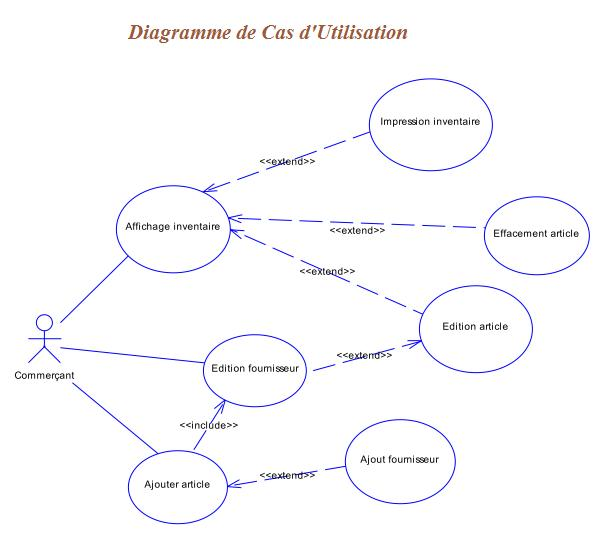 Diagramme de Cas d'Utilisation
Impression inventaire
<<extend>>
Affichage inventaire
<<extend>>
Effacement article
<<extend>>
Edition article
<<extend>>
Edition fournisseur
Commerçant
<<include>>
Ajout fournisseur
<<extend>>
Ajouter article